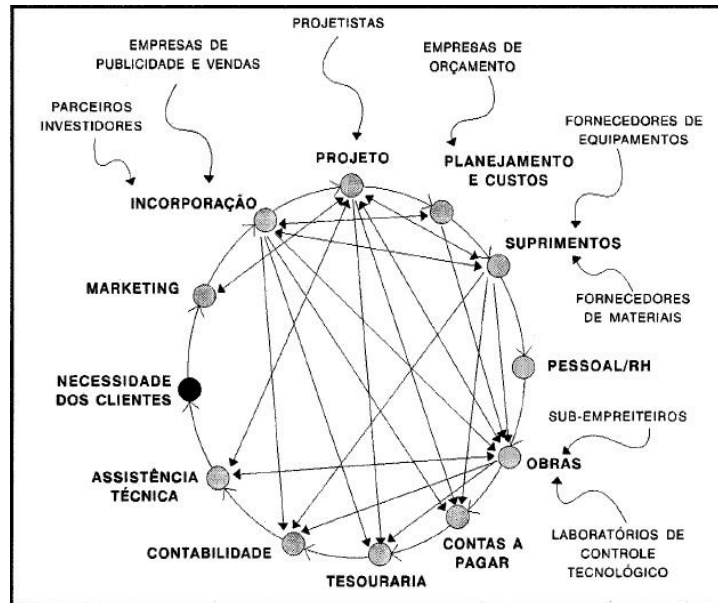 PROJETISTAS
EMPRESAS DE
PUBLICIDADE E VENDAS
EMPRESAS DE
ORÇAMENTO
PARCEIROS
INVESTIDORES
FORNECEDORES DE
EQUIPAMENTOS
PROJETO
PLANEJAMENTO
E CUSTOS
INCORPORAÇÃO
SUPRIMENTOS
MARKETING
FORNECEDORES
DE MATERIAIS
NECESSIDADE
DOS CLIENTES
PESSOAL/RH
SUB-EMPREITEIROS
OBRAS
ASSISTÊNCIA
TÉCNICA
LABORATÓRIOS DE
CONTROLE
TECNOLÓGICO
CONTABILIDADE
CONTAS A
PAGAR
TESOURARIA